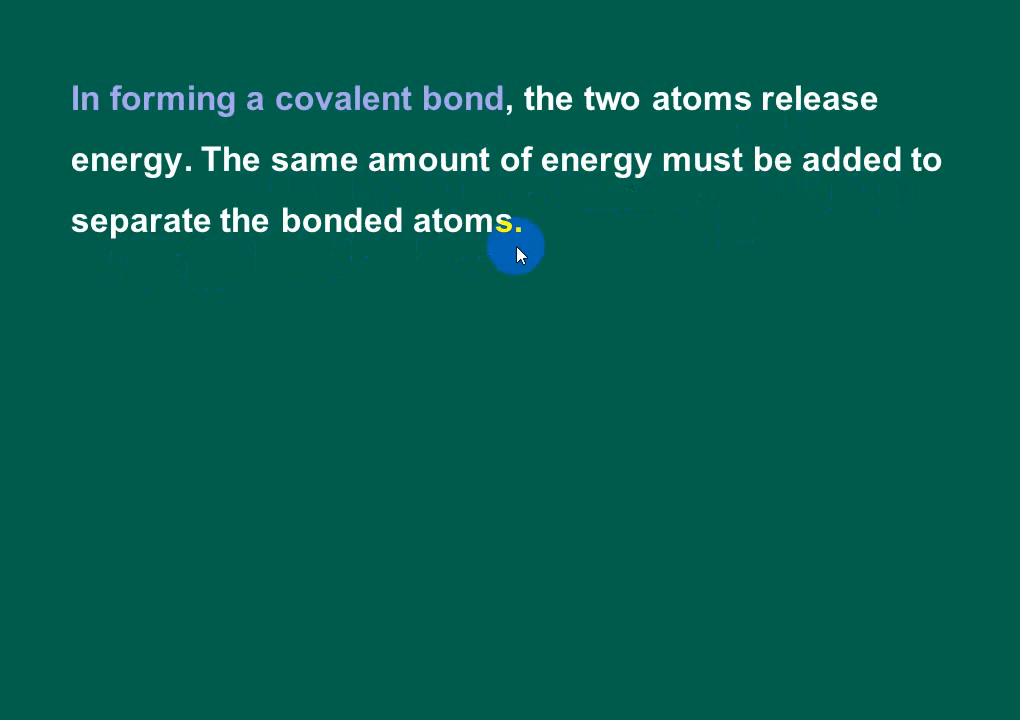 In forming a covalent bond, the two atoms release
energy. The same amount of energy must be added to
separate the bonded atoms.